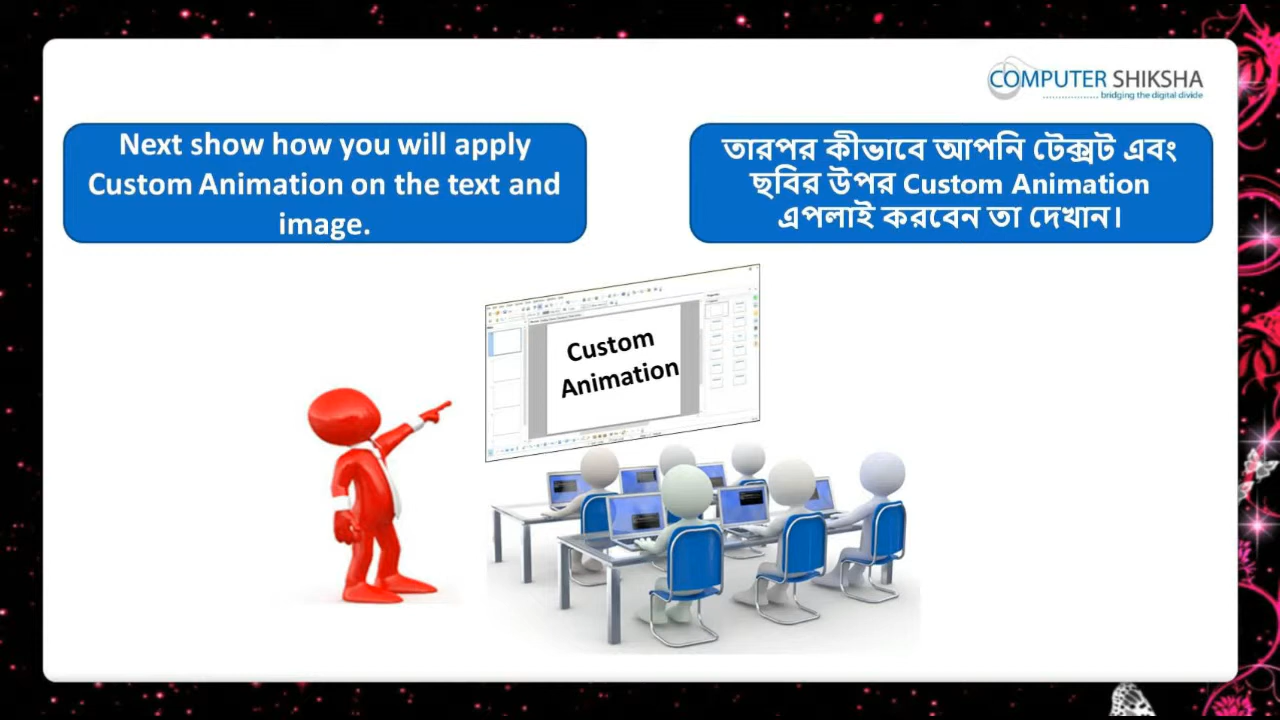 COMPUTER SHIKSHA
bridging the digital divide
Next show how you will apply
Custom Animation on the text and
image.
তারপর কীভাবে আপনি টেক্সট এবং
ছবির উপর Custom Animation
এপলাই করবেন তা দেখান।
Custom
Animation